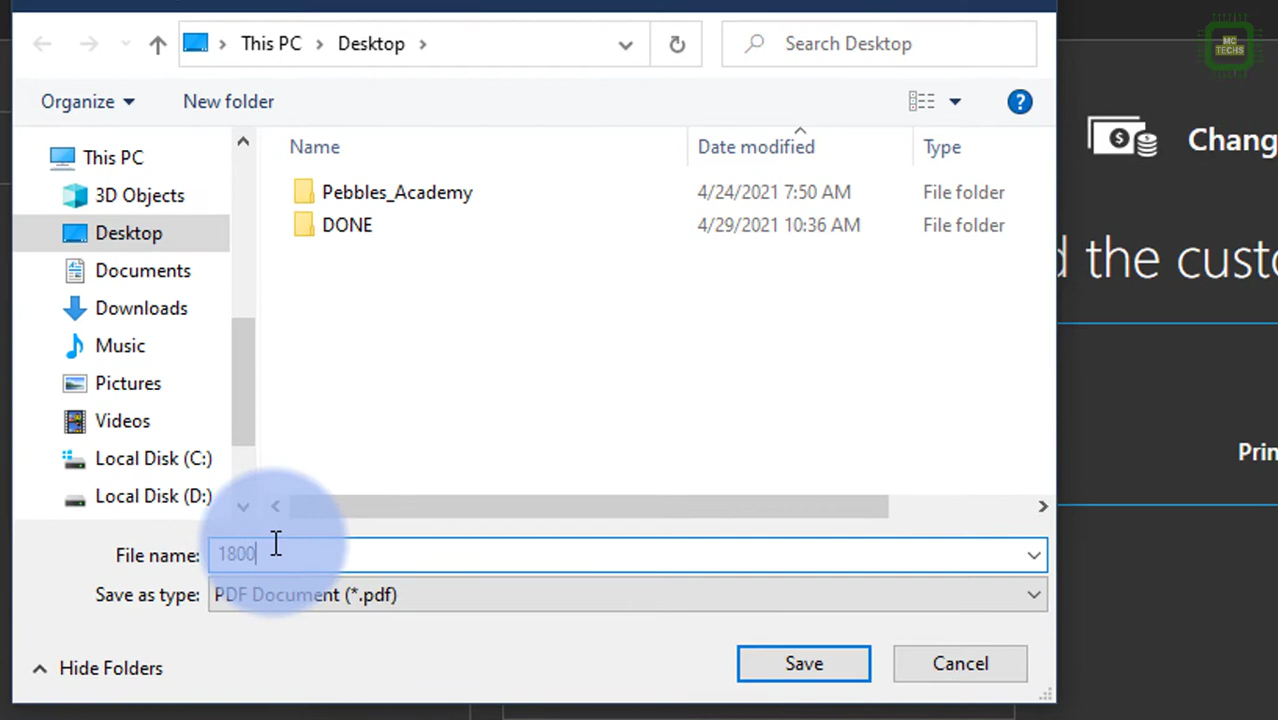 This PC > Desktop >
Search Desktop
MC
TECHS
Organize
New folder
?
Name
Date modified
Type
This PC
3D Objects
Desktop
Documents
Downloads
Music
Pictures
Videos
Local Disk (C:)
Local Disk (D:)
Pebbles_Academy
4/24/2021 7:50 AM
File folder
DONE
4/29/2021 10:36 AM
File folder
$
Chang
d the custo
Prin
File name: 1800
Save as type: PDF Document (*.pdf)
Hide Folders
Save
Cancel